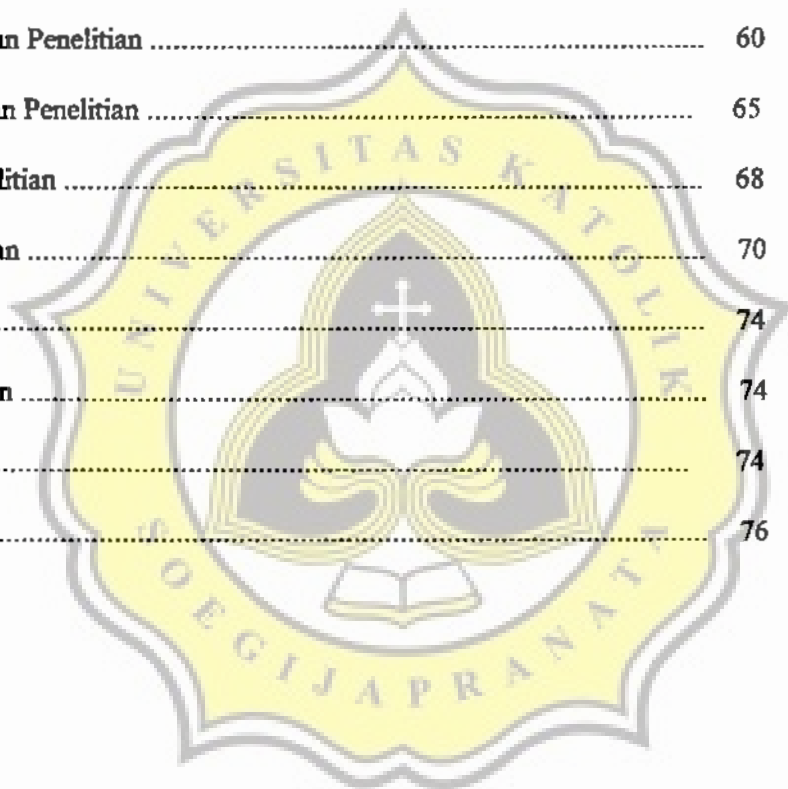 n Penelitian ........................ 60
n Penelitian ........................ 65
litian ........................ 68
an ........................ 70
........................ 74
n ........................ 74
........................ 74
........................ 76
UNIVERSITAS KATOLIK
SOEGIJAPRANATA